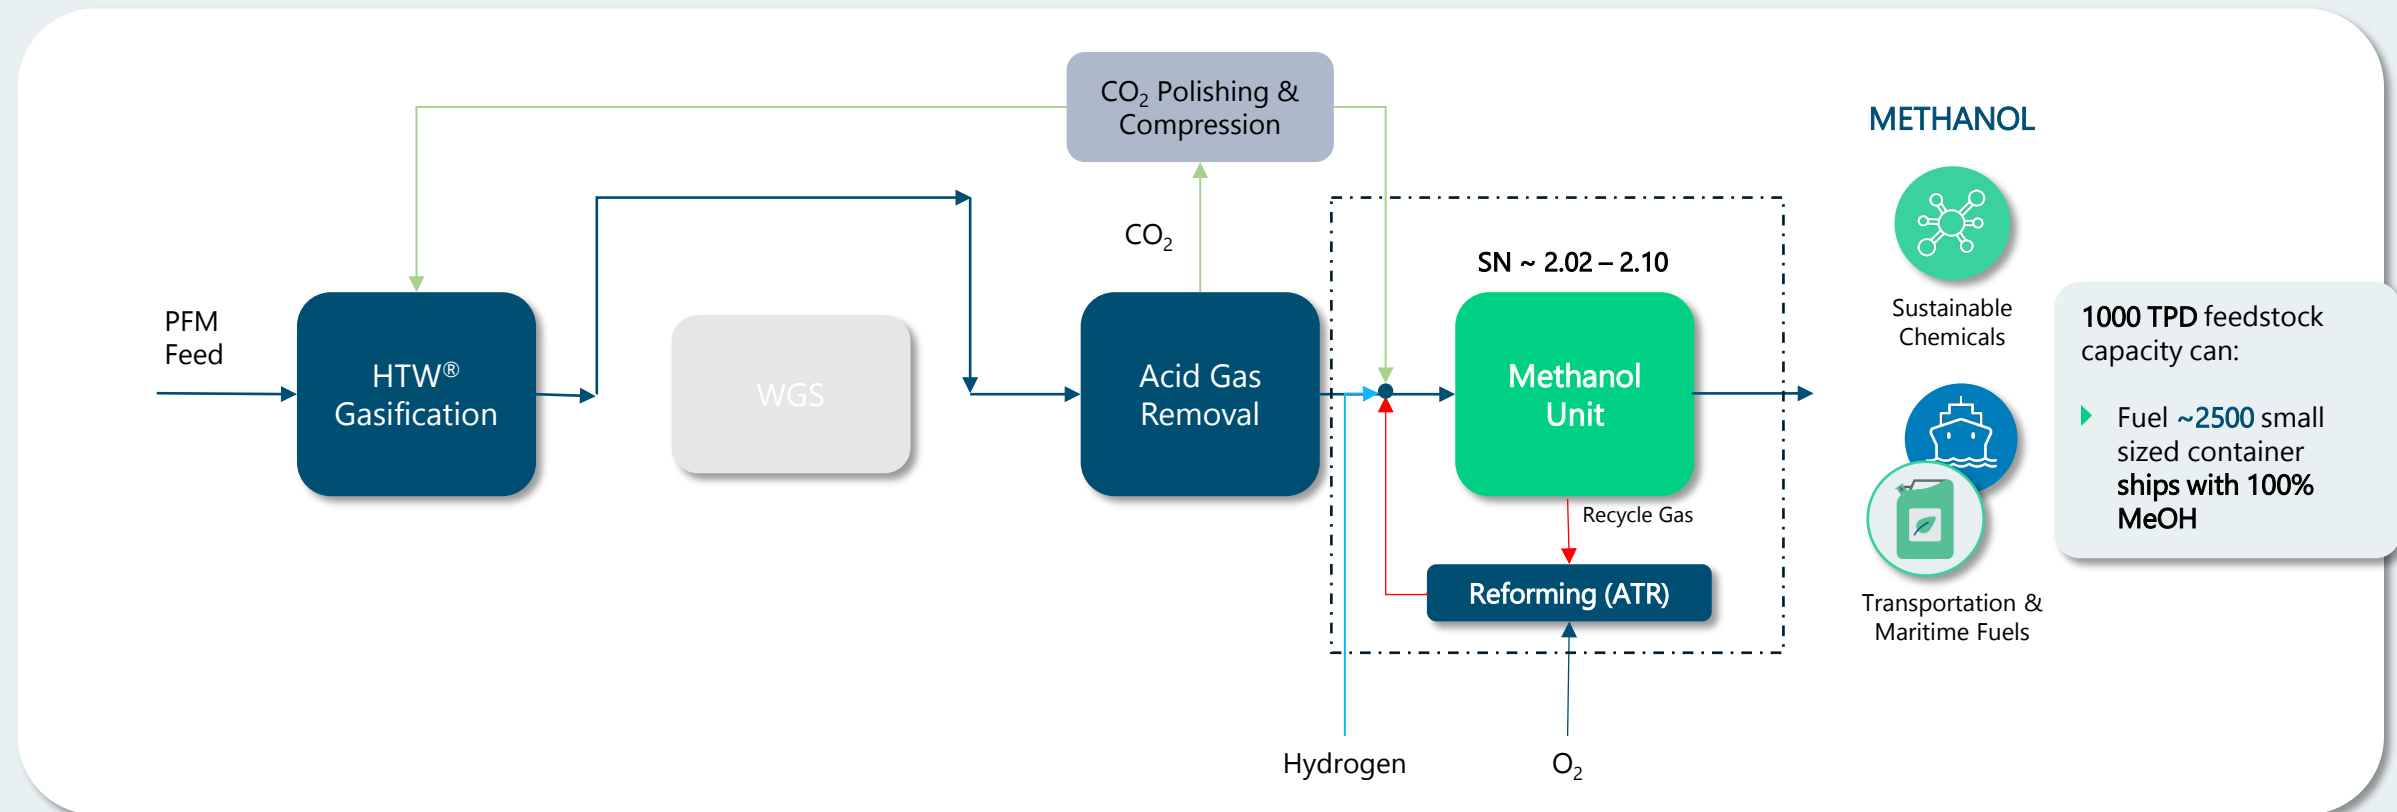 CO₂ Polishing &
Compression
METHANOL
CO₂
SN ~ 2.02 – 2.10
PFM
Feed
HTW®
Gasification
WGS
Acid Gas
Removal
Methanol
Unit
Recycle Gas
Reforming (ATR)
Hydrogen
O₂
Sustainable
Chemicals
Transportation &
Maritime Fuels
1000 TPD feedstock
capacity can:
Fuel ~2500 small
sized container
ships with 100%
MeOH